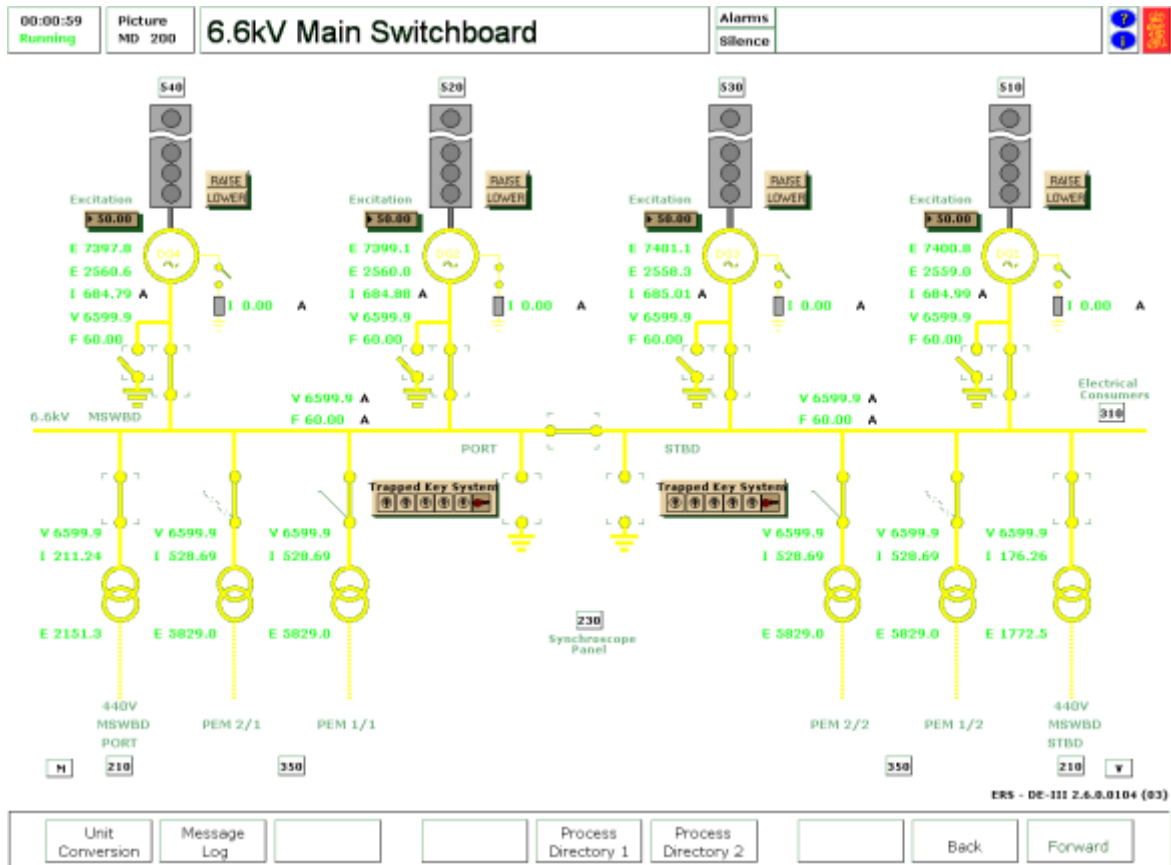 00:00:59
Running
Picture
MD 200
6.6kV Main Switchboard
Alarms
Silence
?
i
540
520
530
510
RAISE
LOWER
RAISE
LOWER
RAISE
LOWER
RAISE
LOWER
Excitation
50.00
Excitation
50.00
Excitation
50.00
Excitation
50.00
E 7397.8
E 2560.6
I 684.79 A
V 6599.9
F 60.00
DG4
I 0.00 A
E 7399.1
E 2560.0
I 684.88 A
V 6599.9
F 60.00
DG2
I 0.00 A
E 7401.1
E 2558.3
I 685.01 A
V 6599.9
F 60.00
DG3
I 0.00 A
E 7400.8
E 2559.0
I 684.99 A
V 6599.9
F 60.00
DG1
I 0.00 A
V 6599.9 A
F 60.00 A
V 6599.9 A
F 60.00 A
Electrical
Consumers
310
6.6kV MSWBD
PORT
STBD
Trapped Key System
Trapped Key System
V 6599.9
I 211.24
E 2151.3
V 6599.9
I 528.69
E 5829.0
V 6599.9
I 528.69
E 5829.0
V 6599.9
I 528.69
E 5829.0
V 6599.9
I 528.69
E 5829.0
V 6599.9
I 176.26
E 1772.5
230
Synchroscope
Panel
440V
MSWBD
PORT
PEM 2/1
PEM 1/1
PEM 2/2
PEM 1/2
440V
MSWBD
STBD
M
210
350
350
210
ERS - DE-III 2.6.0.0104 (03)
Unit
Conversion
Message
Log
Process
Directory 1
Process
Directory 2
Back
Forward